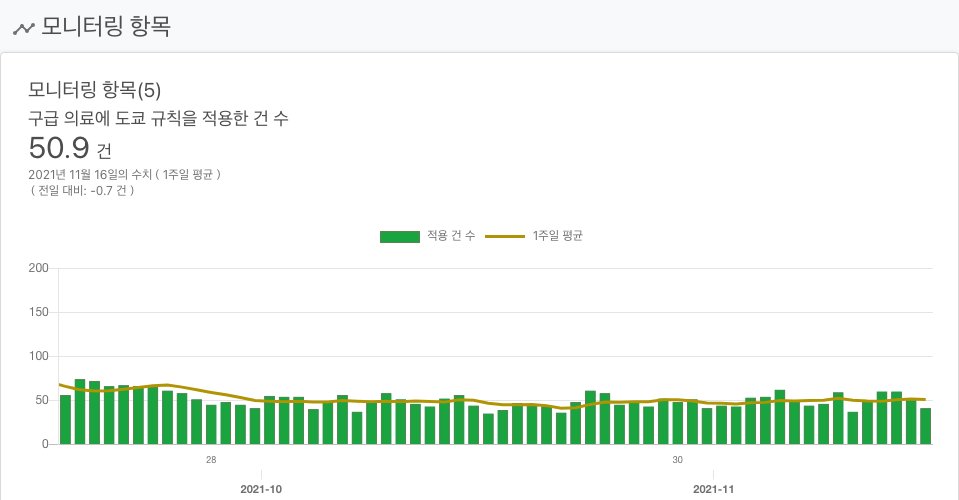 모니터링 항목
모니터링 항목(5)
구급 의료에 도쿄 규칙을 적용한 건 수
50.9 건
2021년 11월 16일의 수치 ( 1주일 평균 )
( 전일 대비: -0.7 건 )
적용 건 수 1주일 평균
200
150
100
50
0
28 30
2021-10 2021-11